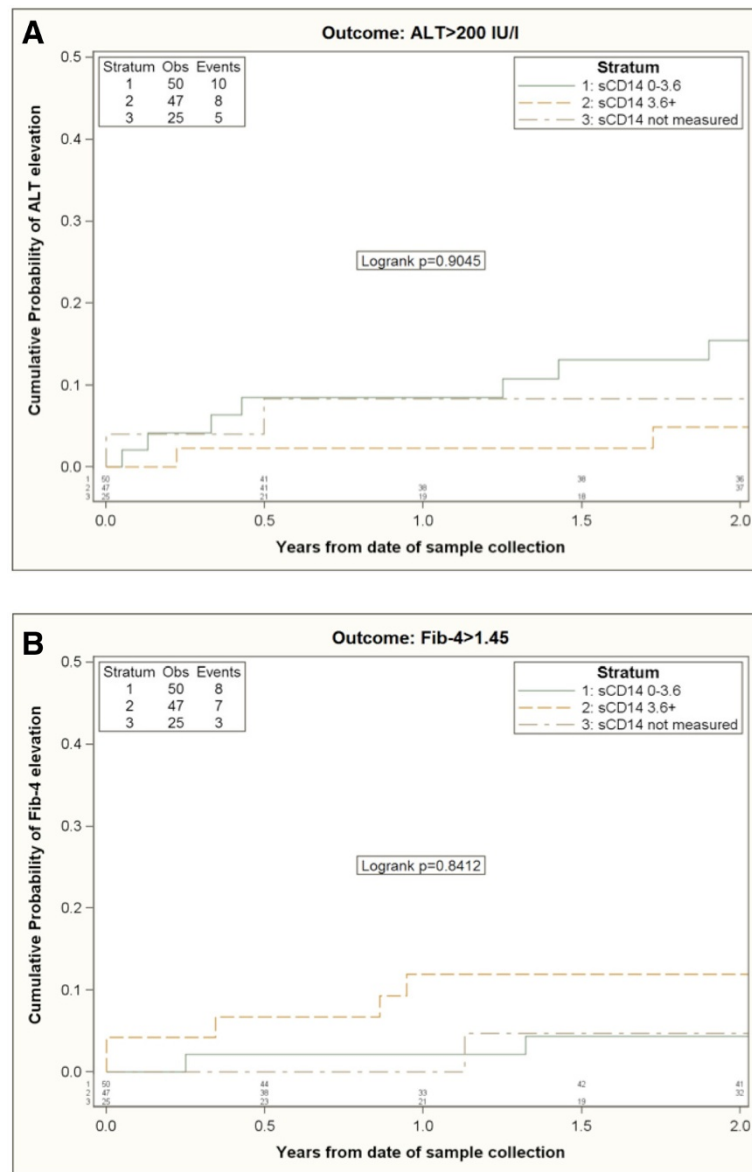 A
Outcome: ALT>200 IU/l
Stratum Obs Events
1 50 10
2 47 8
3 25 5
Stratum
1: sCD14 0-3.6
2: sCD14 3.6+
3: sCD14 not measured
Logrank p=0.9045
Cumulative Probability of ALT elevation
0.5
0.4
0.3
0.2
0.1
0.0
1 50 41 38 36
2 47 41 38 37
3 25 21 19 18
0.0 0.5 1.0 1.5 2.0
Years from date of sample collection
B
Outcome: Fib-4>1.45
Stratum Obs Events
1 50 8
2 47 7
3 25 3
Stratum
1: sCD14 0-3.6
2: sCD14 3.6+
3: sCD14 not measured
Logrank p=0.8412
Cumulative Probability of Fib-4 elevation
0.5
0.4
0.3
0.2
0.1
0.0
1 50 44 42 41
2 47 38 33 32
3 25 23 21 19
0.0 0.5 1.0 1.5 2.0
Years from date of sample collection